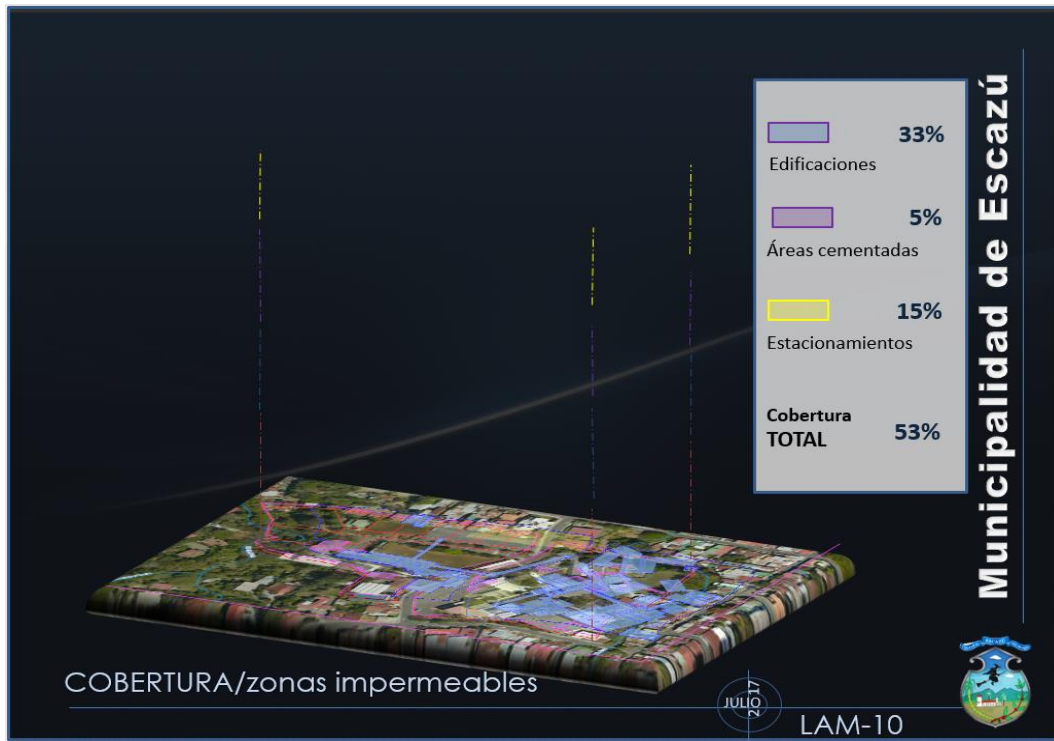 33%
Edificaciones
5%
Áreas cementadas
15%
Estacionamientos
Cobertura
TOTAL
53%
Municipalidad de Escazú
COBERTURA/zonas impermeables
JULIO
2017
LAM-10